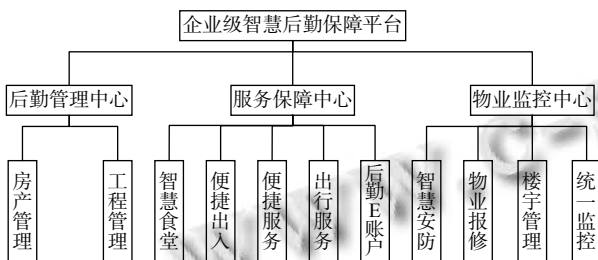 企业级智慧后勤保障平台
后勤管理中心
服务保障中心
物业监控中心
房产管理
工程管理
智慧食堂
便捷出入
便捷服务
出行服务
后勤E账户
智慧安防
物业报修
楼宇管理
统一监控